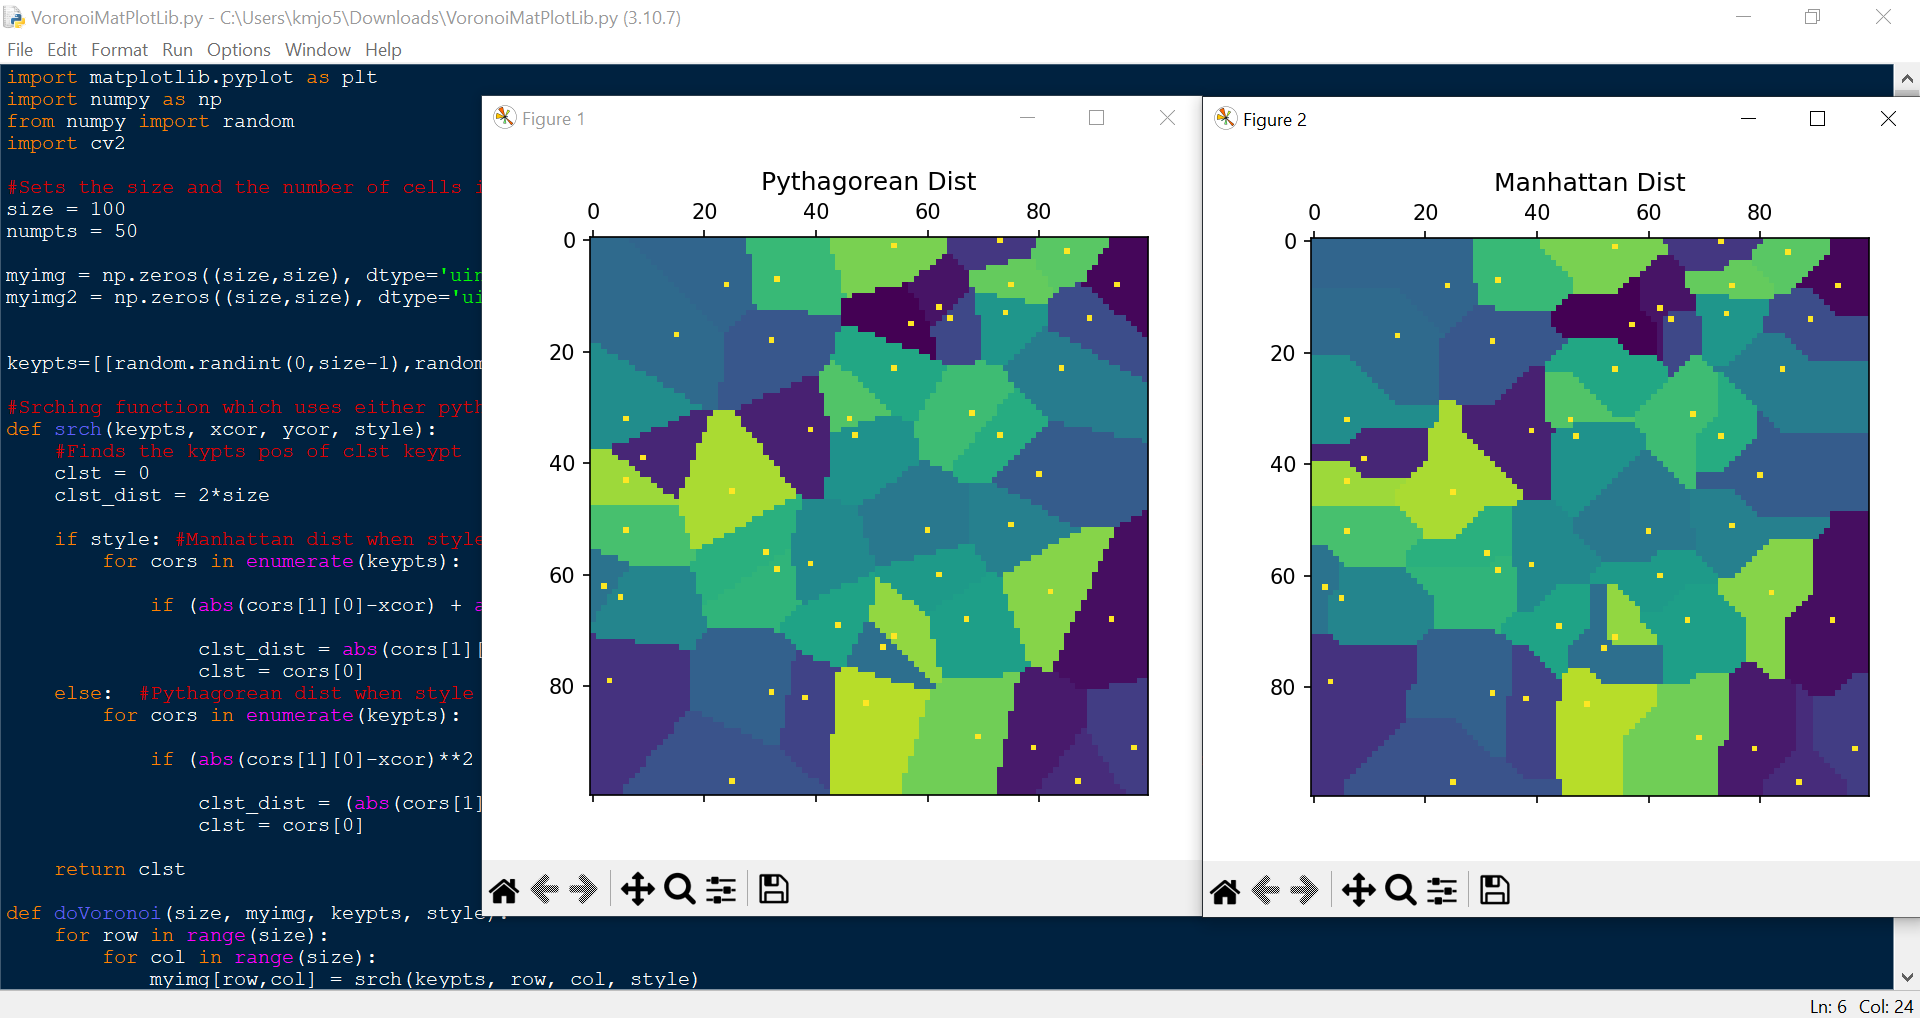 VoronoiMatPlotLib.py - C:\Users\kmjo5\Downloads\VoronoiMatPlotLib.py (3.10.7)
File Edit Format Run Options Window Help
import matplotlib.pyplot as plt
import numpy as np
from numpy import random
import cv2
#Sets the size and the number of cells
size = 100
numpts = 50
myimg = np.zeros((size,size), dtype='uin
myimg2 = np.zeros((size,size), dtype='ui
keypts=[[random.randint(0,size-1),random
#Srching function which uses either pyth
def srch(keypts, xcor, ycor, style):
    #Finds the kypts pos of clst keypt
    clst = 0
    clst_dist = 2*size
    if style: #Manhattan dist when style
        for cors in enumerate(keypts):
            if (abs(cors[1][0]-xcor) + a
                clst_dist = abs(cors[1][
                clst = cors[0]
    else:  #Pythagorean dist when style
        for cors in enumerate(keypts):
            if (abs(cors[1][0]-xcor)**2
                clst_dist = (abs(cors[1]
                clst = cors[0]
    return clst
def doVoronoi(size, myimg, keypts, style):
    for row in range(size):
        for col in range(size):
            myimg[row,col] = srch(keypts, row, col, style)
Figure 1
Pythagorean Dist
0 20 40 60 80
0
20
40
60
80
Figure 2
Manhattan Dist
0 20 40 60 80
0
20
40
60
80
Ln: 6 Col: 24